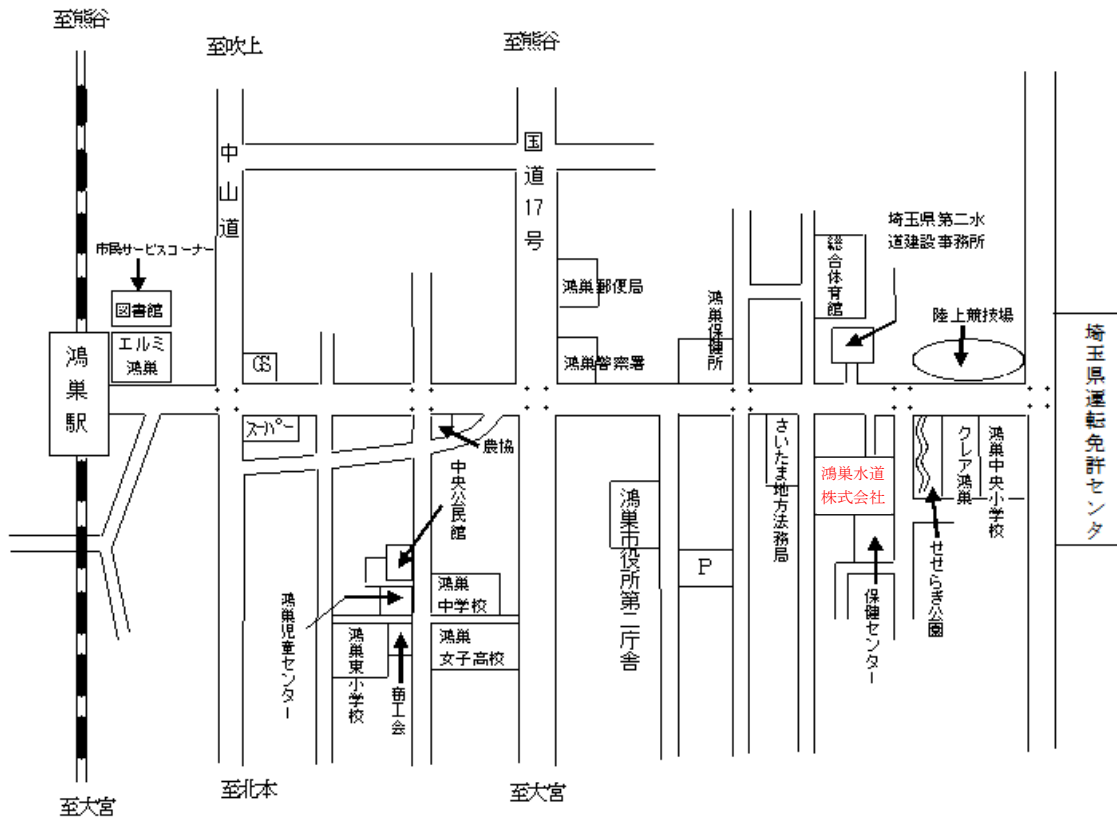 至熊谷
至吹上
至熊谷
中山道
国道17号
市民サービスコーナー
図書館
エルミ
鴻巣
鴻巣駅
GS
スーパー
鴻巣郵便局
鴻巣警察署
鴻巣保健所
総合体育館
埼玉県第二水
道建設事務所
陸上競技場
埼玉県運転免許センタ
農協
中央公民館
鴻巣児童センター
鴻巣東小学校
商工会
鴻巣
中学校
鴻巣
女子高校
鴻巣市役所第二庁舎
P
さいたま地方法務局
鴻巣水道
株式会社
保健センター
せせらぎ公園
クレア鴻巣
鴻巣中央小学校
至大宮
至北本
至大宮